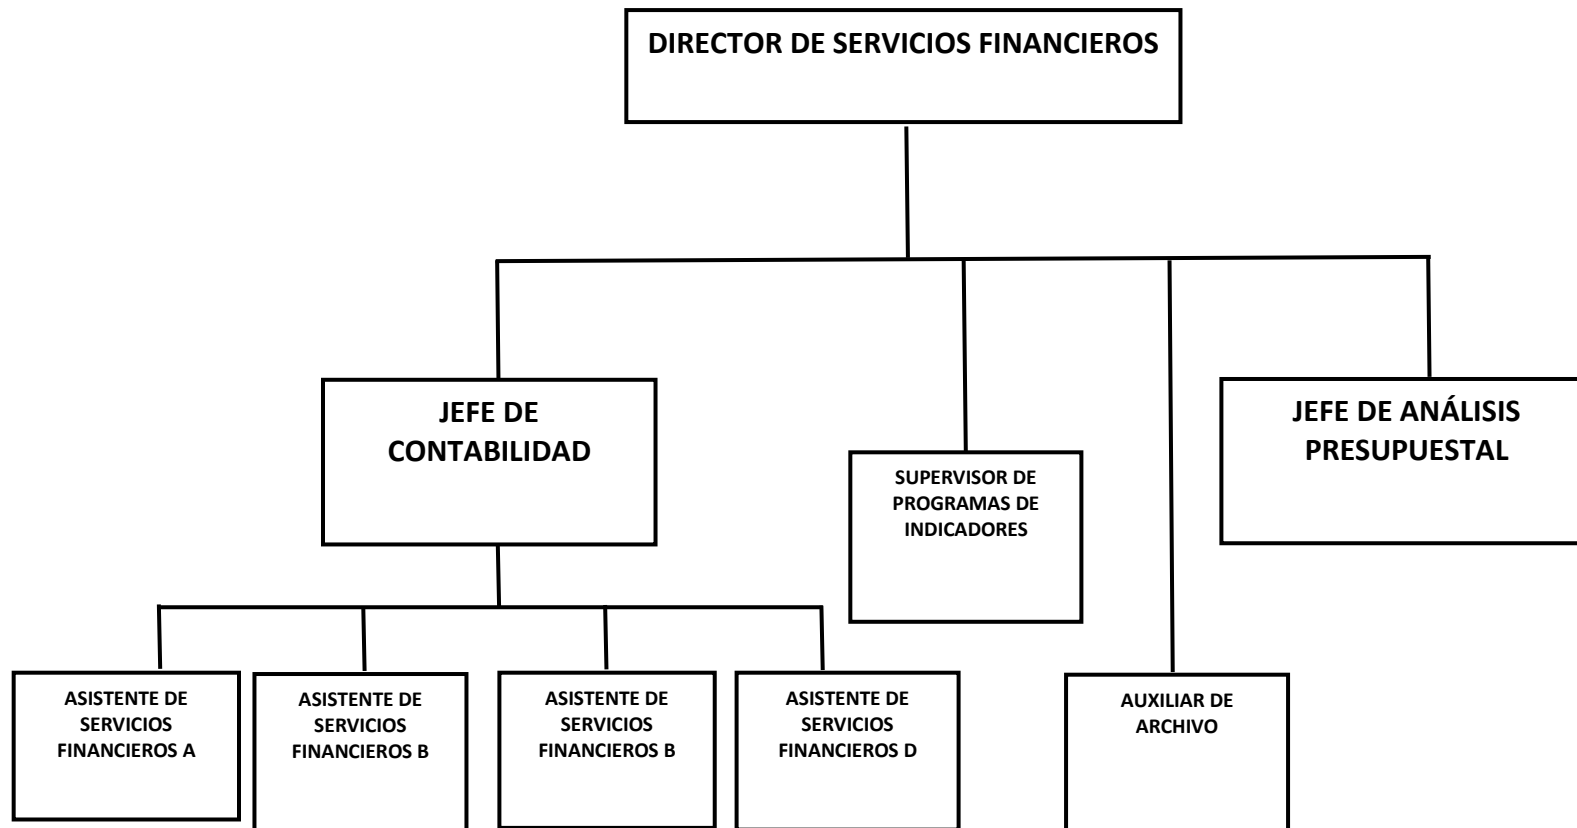 DIRECTOR DE SERVICIOS FINANCIEROS
JEFE DE
CONTABILIDAD
SUPERVISOR DE
PROGRAMAS DE
INDICADORES
JEFE DE ANÁLISIS
PRESUPUESTAL
ASISTENTE DE
SERVICIOS
FINANCIEROS A
ASISTENTE DE
SERVICIOS
FINANCIEROS B
ASISTENTE DE
SERVICIOS
FINANCIEROS B
ASISTENTE DE
SERVICIOS
FINANCIEROS D
AUXILIAR DE
ARCHIVO